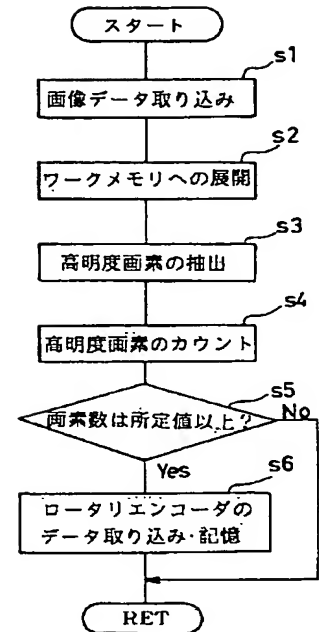 スタート
s1
画像データ取り込み
s2
ワークメモリへの展開
s3
高明度画素の抽出
s4
高明度画素のカウント
s5
画素数は所定値以上?
No
Yes
s6
ロータリエンコーダの
データ取り込み・記憶
RET